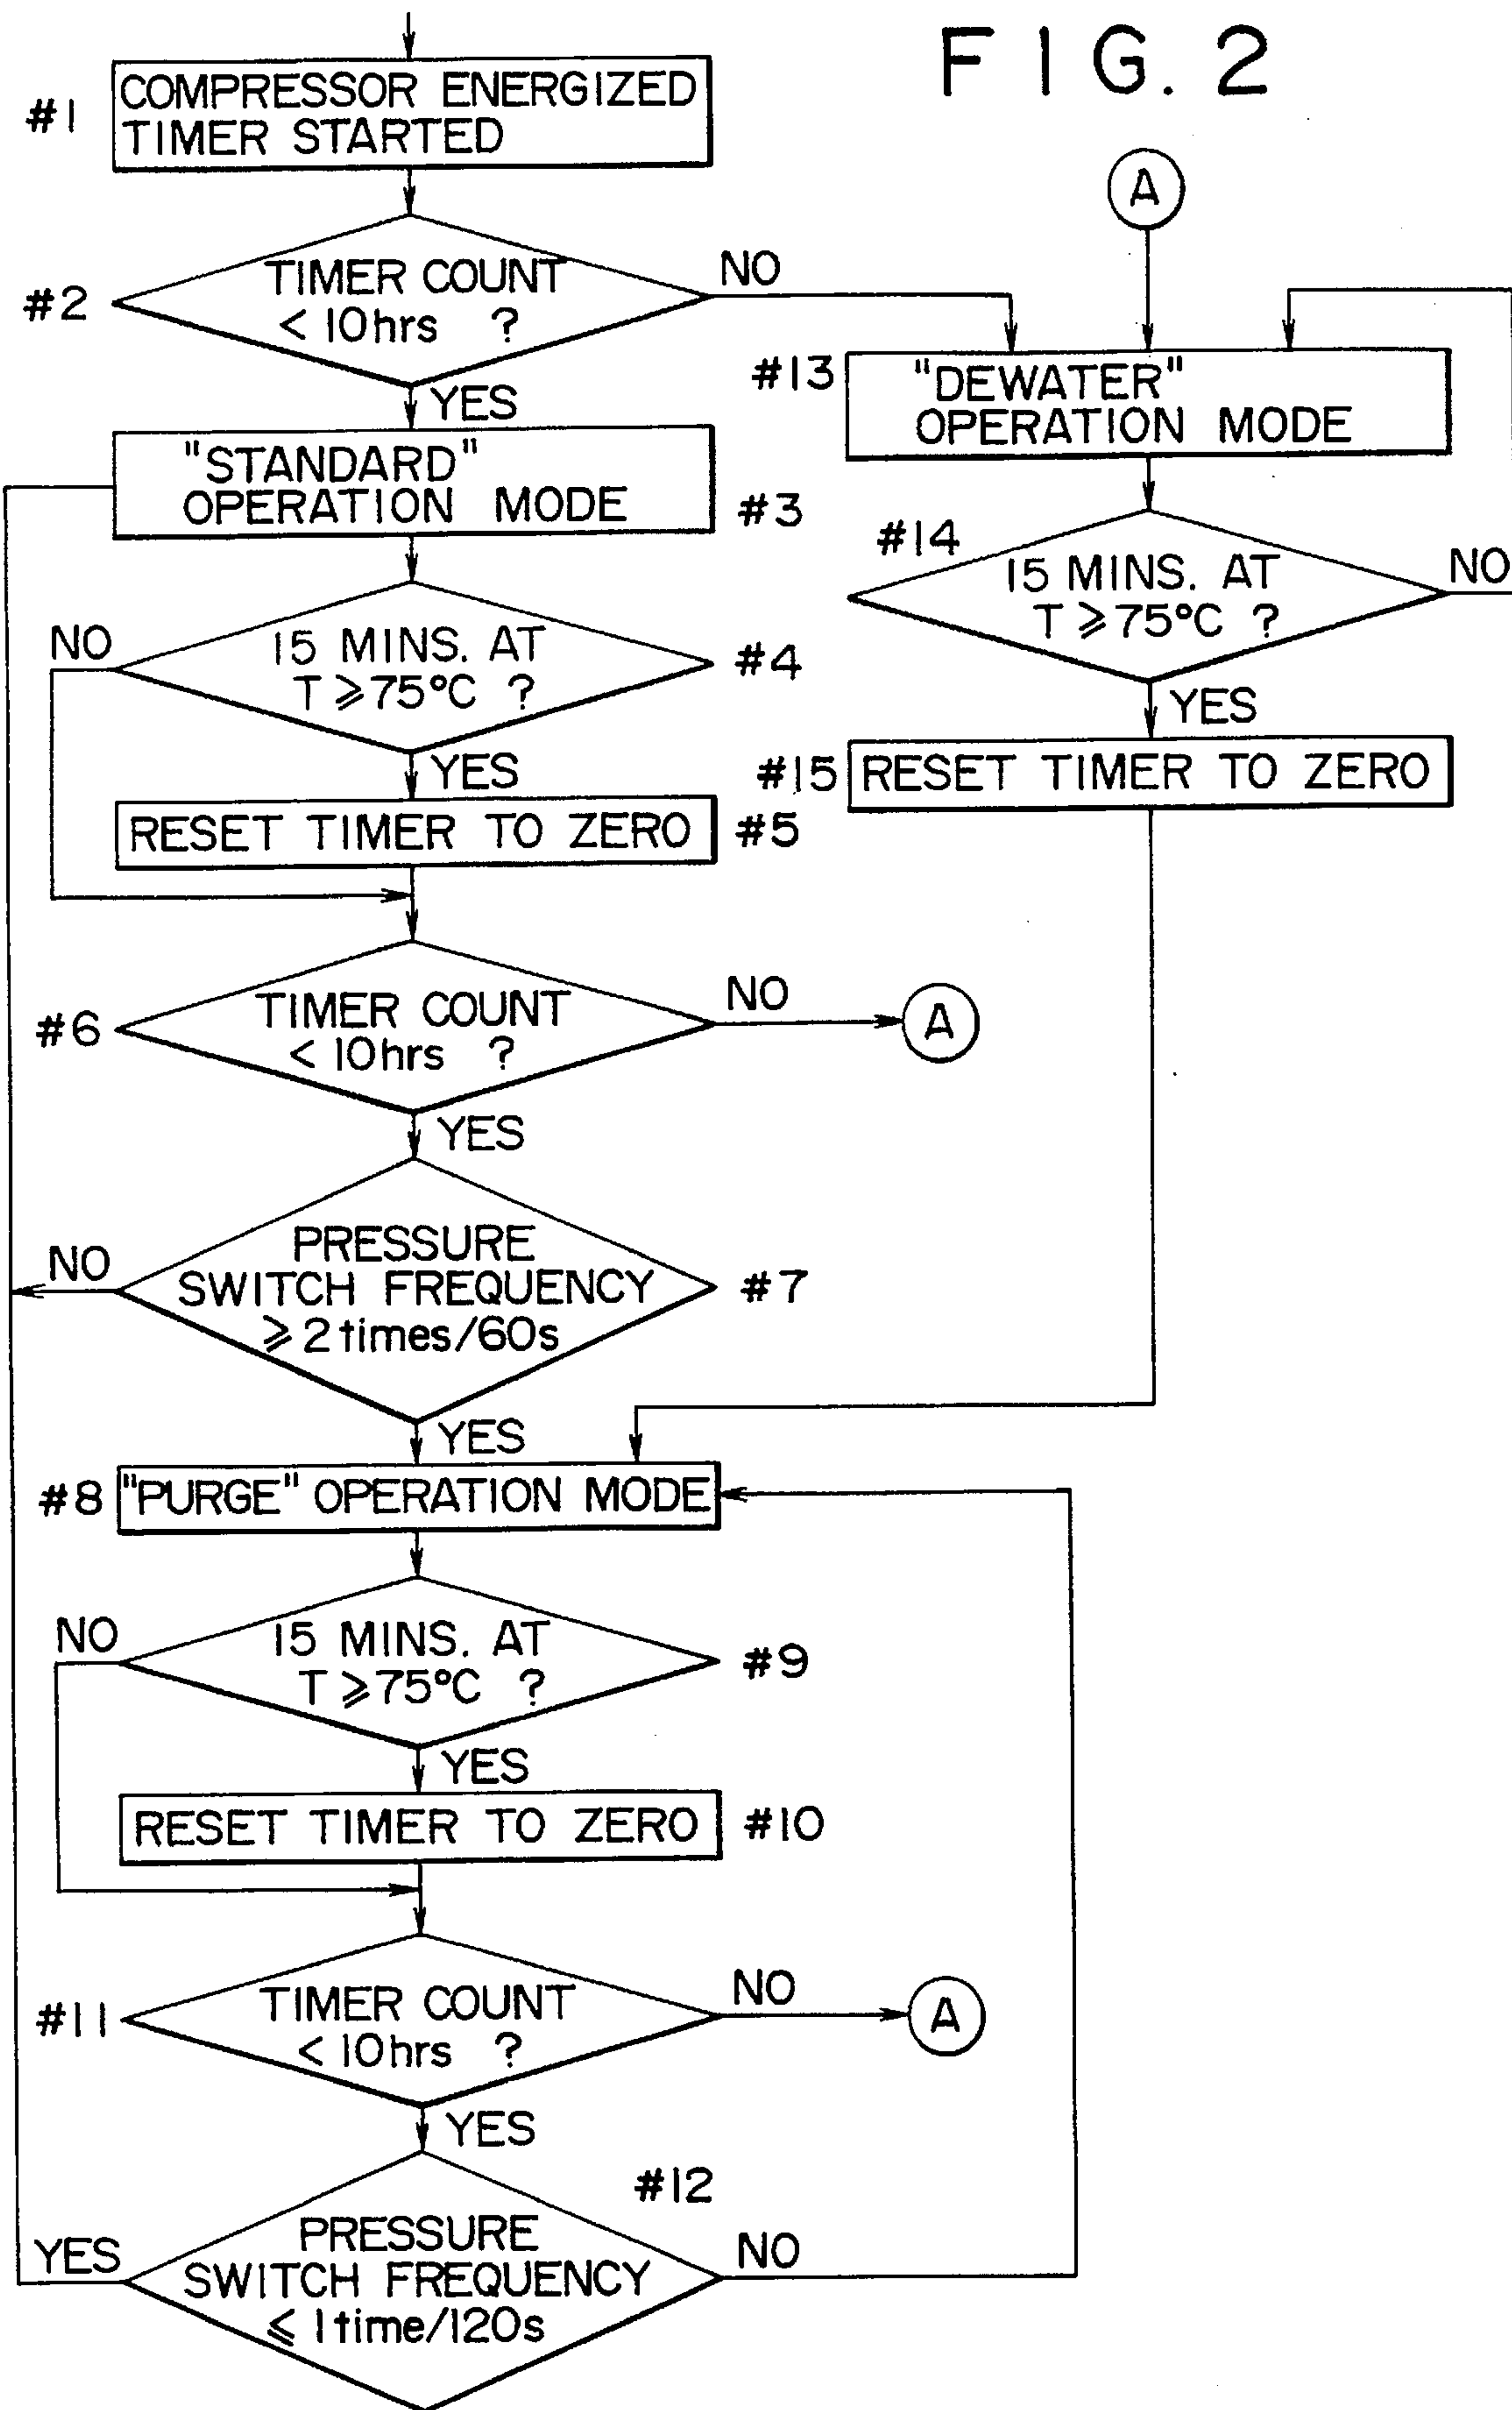 FIG. 2
#1
COMPRESSOR ENERGIZED
TIMER STARTED
#2
TIMER COUNT
< 10hrs ?
NO
YES
"STANDARD"
OPERATION MODE
#3
NO
15 MINS. AT
T ⩾ 75°C ?
#4
YES
RESET TIMER TO ZERO
#5
#6
TIMER COUNT
< 10hrs ?
NO
A
YES
NO
PRESSURE
SWITCH FREQUENCY
⩾ 2 times/60s
#7
YES
#8
"PURGE" OPERATION MODE
NO
15 MINS. AT
T ⩾ 75°C ?
#9
YES
RESET TIMER TO ZERO
#10
#11
TIMER COUNT
< 10hrs ?
NO
A
YES
#12
YES
PRESSURE
SWITCH FREQUENCY
⩽ 1 time/120s
NO
A
#13
"DEWATER"
OPERATION MODE
#14
15 MINS. AT
T ⩾ 75°C ?
NO
YES
#15
RESET TIMER TO ZERO